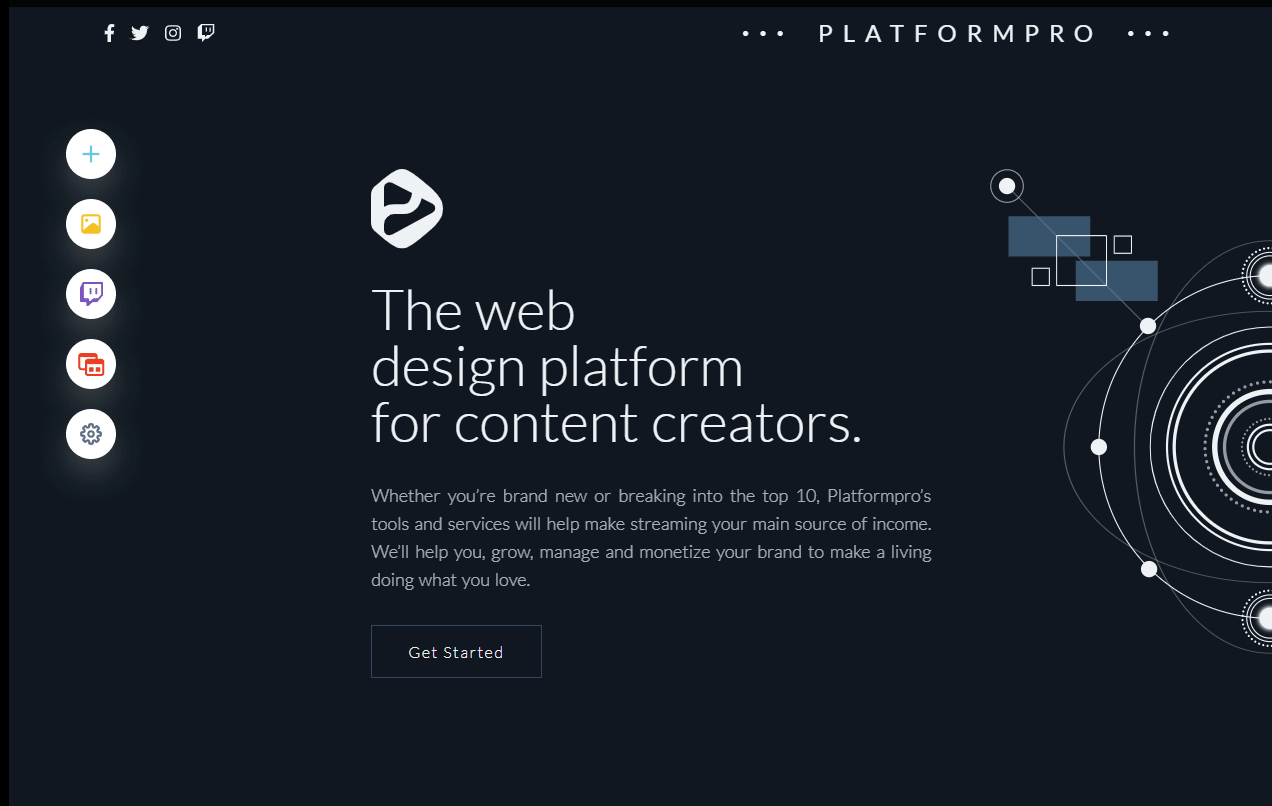 ••• PLATFORMPRO •••
The web
design platform
for content creators.
Whether you’re brand new or breaking into the top 10, Platformpro’s
tools and services will help make streaming your main source of income.
We’ll help you, grow, manage and monetize your brand to make a living
doing what you love.
Get Started